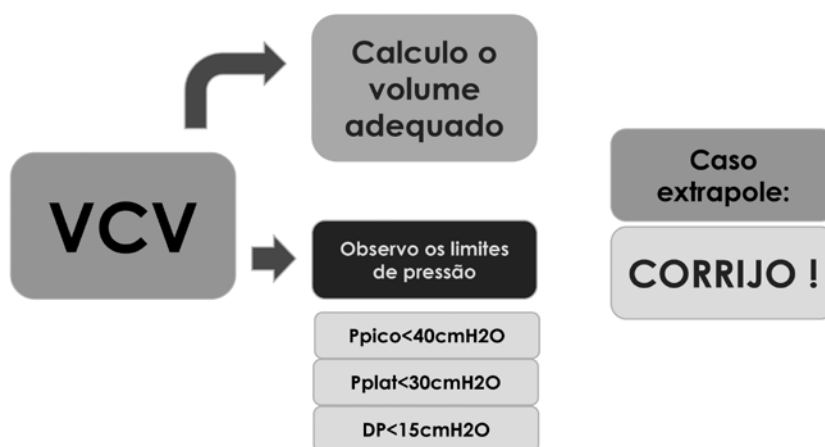 Calculo o
volume
adequado
VCV
Observo os limites
de pressão
Ppico<40cmH2O
Pplat<30cmH2O
DP<15cmH2O
Caso
extrapole:
CORRIJO !